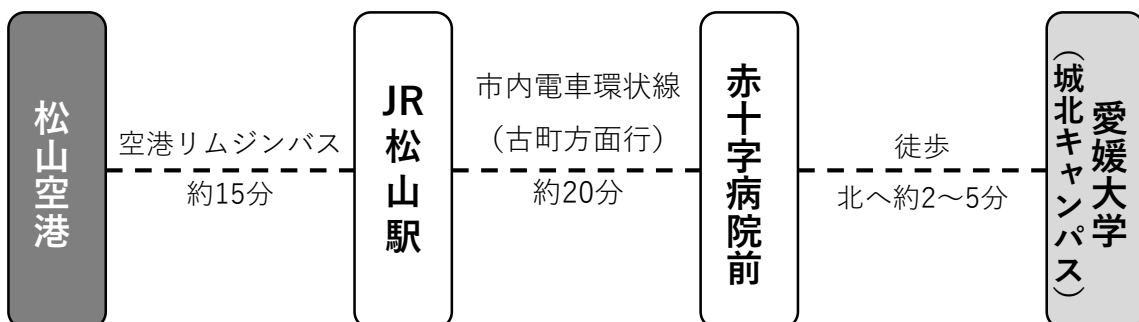 松山空港
空港リムジンバス
約15分
JR松山駅
市内電車環状線
（古町方面行）
約20分
赤十字病院前
徒歩
北へ約2～5分
愛媛大学
（城北キャンパス）